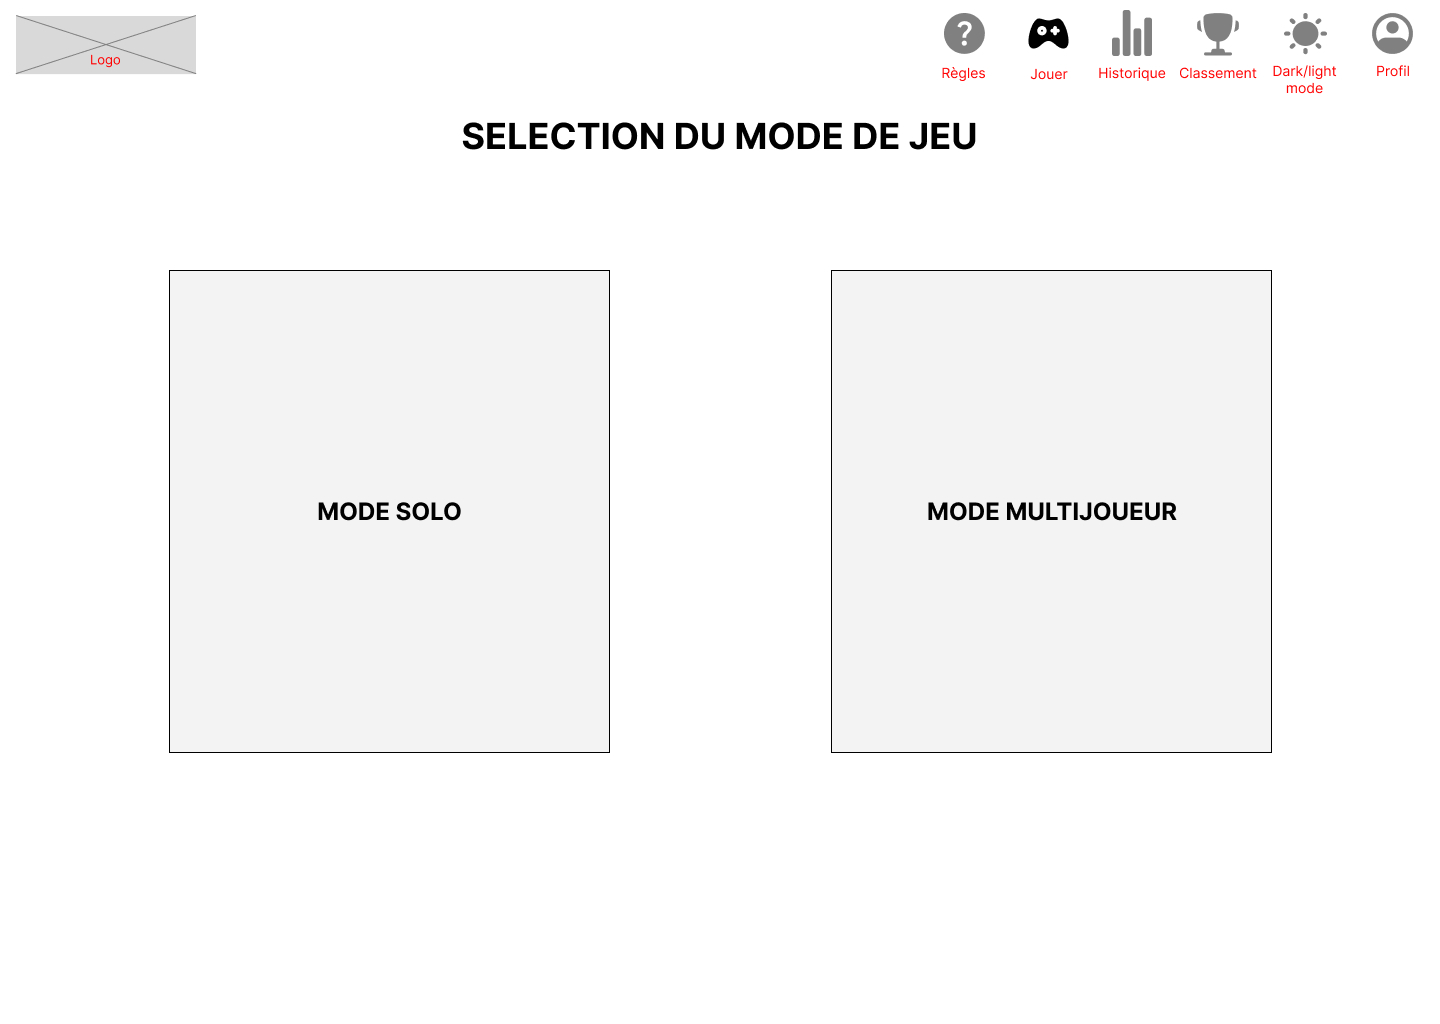 Logo
Règles
Jouer
Historique
Classement
Dark/light
mode
Profil
SELECTION DU MODE DE JEU
MODE SOLO
MODE MULTIJOUEUR